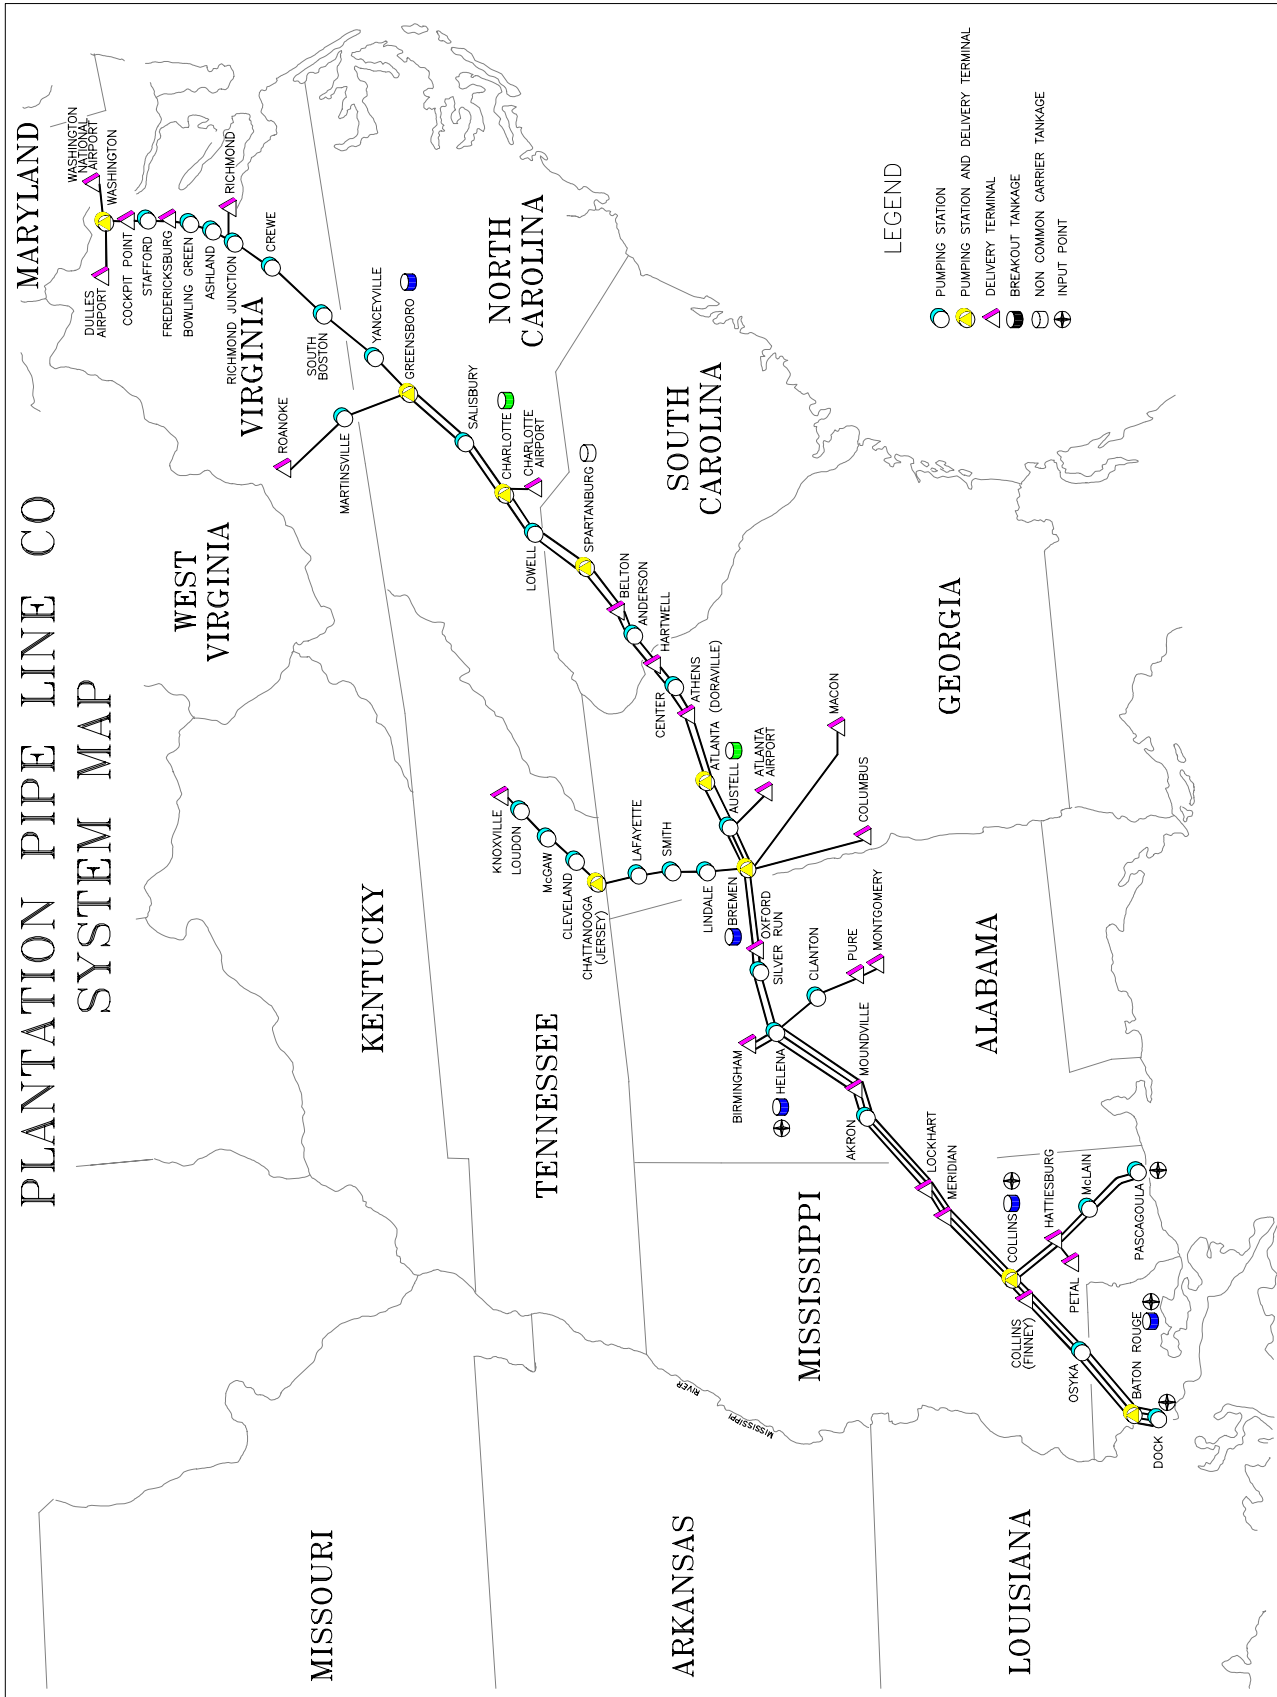 PLANTATION PIPE LINE CO
SYSTEM MAP
MARYLAND
WEST
VIRGINIA
VIRGINIA
KENTUCKY
MISSOURI
TENNESSEE
NORTH
CAROLINA
SOUTH
CAROLINA
ARKANSAS
MISSISSIPPI
ALABAMA
GEORGIA
LOUISIANA
MISSISSIPPI
RIVER
WASHINGTON
NATIONAL
AIRPORT
WASHINGTON
DULLES
AIRPORT
COCKPIT POINT
STAFFORD
FREDERICKSBURG
BOWLING GREEN
ASHLAND
RICHMOND JUNCTION
RICHMOND
CREWE
SOUTH
BOSTON
YANCEYVILLE
GREENSBORO
ROANOKE
MARTINSVILLE
SALISBURY
CHARLOTTE
CHARLOTTE
AIRPORT
LOWELL
SPARTANBURG
BELTON
ANDERSON
HARTWELL
CENTER
ATHENS
ATLANTA (DORAVILLE)
AUSTELL
ATLANTA
AIRPORT
MACON
COLUMBUS
KNOXVILLE
LOUDON
McGAW
CLEVELAND
CHATTANOOGA
(JERSEY)
LAFAYETTE
SMITH
LINDALE
BREMEN
OXFORD
SILVER RUN
CLANTON
PURE
MONTGOMERY
BIRMINGHAM
HELENA
MOUNDVILLE
AKRON
LOCKHART
MERIDIAN
COLLINS
HATTIESBURG
McLAIN
PASCAGOULA
PETAL
COLLINS
(FINNEY)
OSYKA
BATON ROUGE
DOCK
LEGEND
PUMPING STATION
PUMPING STATION AND DELIVERY TERMINAL
DELIVERY TERMINAL
BREAKOUT TANKAGE
NON COMMON CARRIER TANKAGE
INPUT POINT